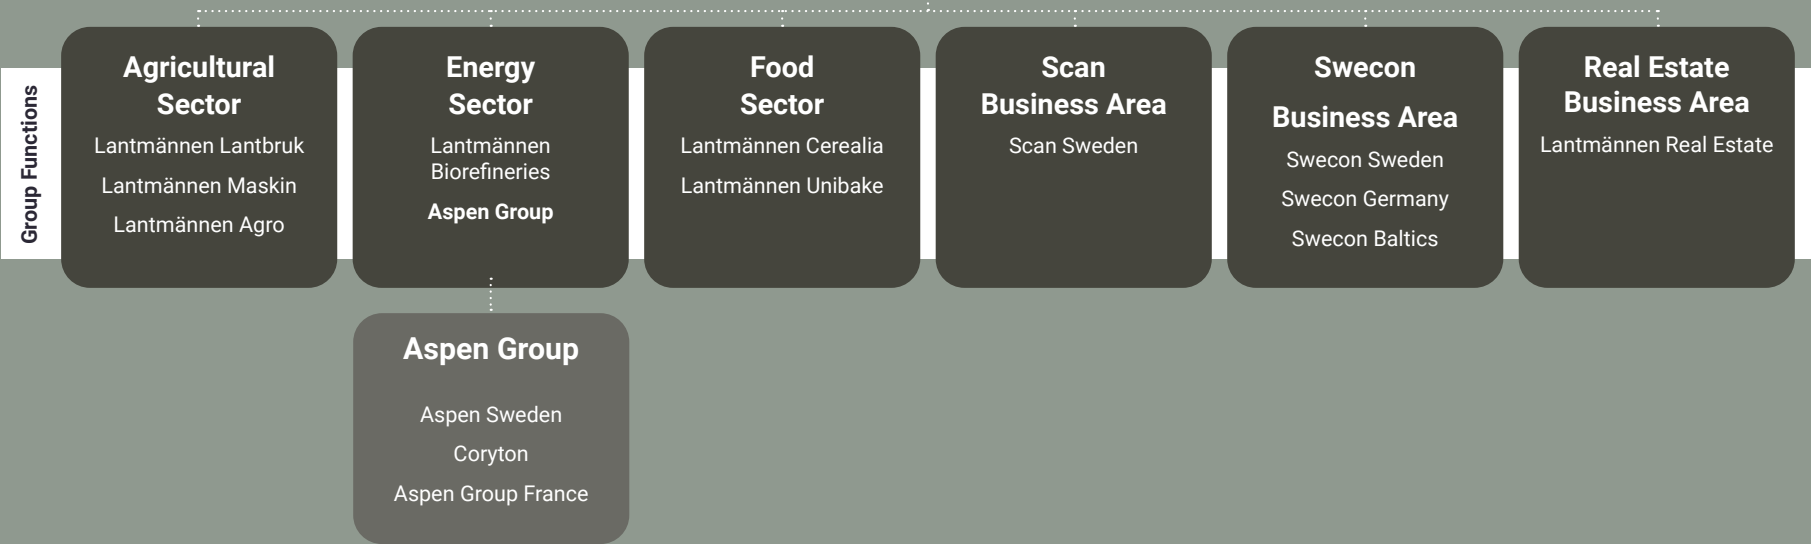 Group Functions
Agricultural
Sector
Lantmännen Lantbruk
Lantmännen Maskin
Lantmännen Agro
Energy
Sector
Lantmännen
Biorefineries
Aspen Group
Food
Sector
Lantmännen Cerealia
Lantmännen Unibake
Scan
Business Area
Scan Sweden
Swecon
Business Area
Swecon Sweden
Swecon Germany
Swecon Baltics
Real Estate
Business Area
Lantmännen Real Estate
Aspen Group
Aspen Sweden
Coryton
Aspen Group France